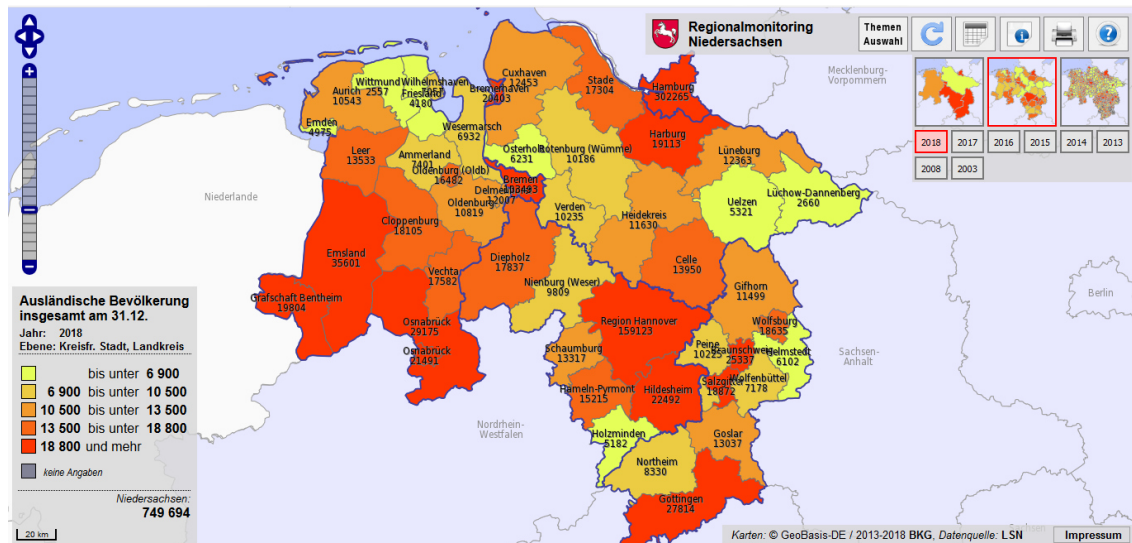 Regionalmonitoring
Niedersachsen
Themen
Auswahl
2018
2017
2016
2015
2014
2013
2008
2003
Mecklenburg-
Vorpommern
Niederlande
Berlin
Sachsen-
Anhalt
Nordrhein-
Westfalen
Cuxhaven
12453
Stade
17304
Hamburg
302265
Wittmund
2557
Wilhelmshaven
Friesland
4180
Bremerhaven
20403
Aurich
10543
Emden
4975
Wesermarsch
6932
Osterholz
6231
Rotenburg (Wümme)
10186
Harburg
19113
Lüneburg
12363
Leer
13533
Ammerland
7401
Oldenburg (Oldb)
16482
Bremen
103493
Delmenhorst
12007
Oldenburg
10819
Uelzen
5321
Lüchow-Dannenberg
2660
Verden
10235
Heidekreis
11630
Cloppenburg
18105
Emsland
35601
Vechta
17582
Diepholz
17837
Celle
13950
Nienburg (Weser)
9809
Gifhorn
11499
Grafschaft Bentheim
19804
Osnabrück
29175
Osnabrück
21491
Region Hannover
159123
Wolfsburg
18635
Schaumburg
13317
Peine
10223
Braunschweig
25337
Helmstedt
6102
Hameln-Pyrmont
15215
Hildesheim
22492
Salzgitter
18872
Wolfenbüttel
7178
Holzminden
5182
Goslar
13037
Northeim
8330
Göttingen
27814
Ausländische Bevölkerung
insgesamt am 31.12.
Jahr: 2018
Ebene: Kreisfr. Stadt, Landkreis
bis unter 6 900
6 900 bis unter 10 500
10 500 bis unter 13 500
13 500 bis unter 18 800
18 800 und mehr
keine Angaben
Niedersachsen:
749 694
20 km
Karten: © GeoBasis-DE / 2013-2018 BKG, Datenquelle: LSN
Impressum